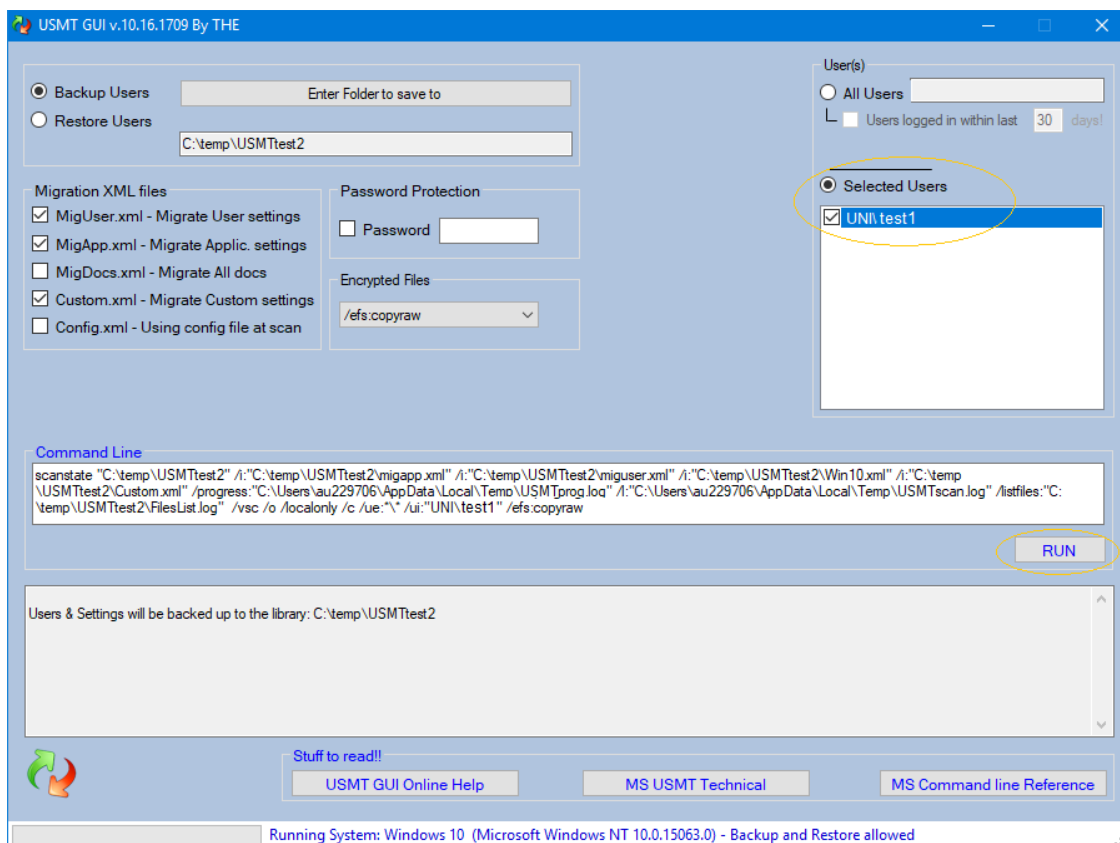 USMT GUI v.10.16.1709 By THE
Backup Users
Enter Folder to save to
Restore Users
C:\temp\USMTtest2
User(s)
All Users
Users logged in within last 30 days!
Selected Users
UNI\test1
Migration XML files
MigUser.xml - Migrate User settings
MigApp.xml - Migrate Applic. settings
MigDocs.xml - Migrate All docs
Custom.xml - Migrate Custom settings
Config.xml - Using config file at scan
Password Protection
Password
Encrypted Files
/efs:copyraw
Command Line
scanstate "C:\temp\USMTtest2" /i:"C:\temp\USMTtest2\migapp.xml" /i:"C:\temp\USMTtest2\miguser.xml" /i:"C:\temp\USMTtest2\Win10.xml" /i:"C:\temp
\USMTtest2\Custom.xml" /progress:"C:\Users\au229706\AppData\Local\Temp\USMTprog.log" /l:"C:\Users\au229706\AppData\Local\Temp\USMTscan.log" /listfiles:"C:
\temp\USMTtest2\FilesList.log" /vsc /o /localonly /c /ue:*\* /ui:"UNI\test1" /efs:copyraw
RUN
Users & Settings will be backed up to the library: C:\temp\USMTtest2
Stuff to read!!
USMT GUI Online Help
MS USMT Technical
MS Command line Reference
Running System: Windows 10 (Microsoft Windows NT 10.0.15063.0) - Backup and Restore allowed